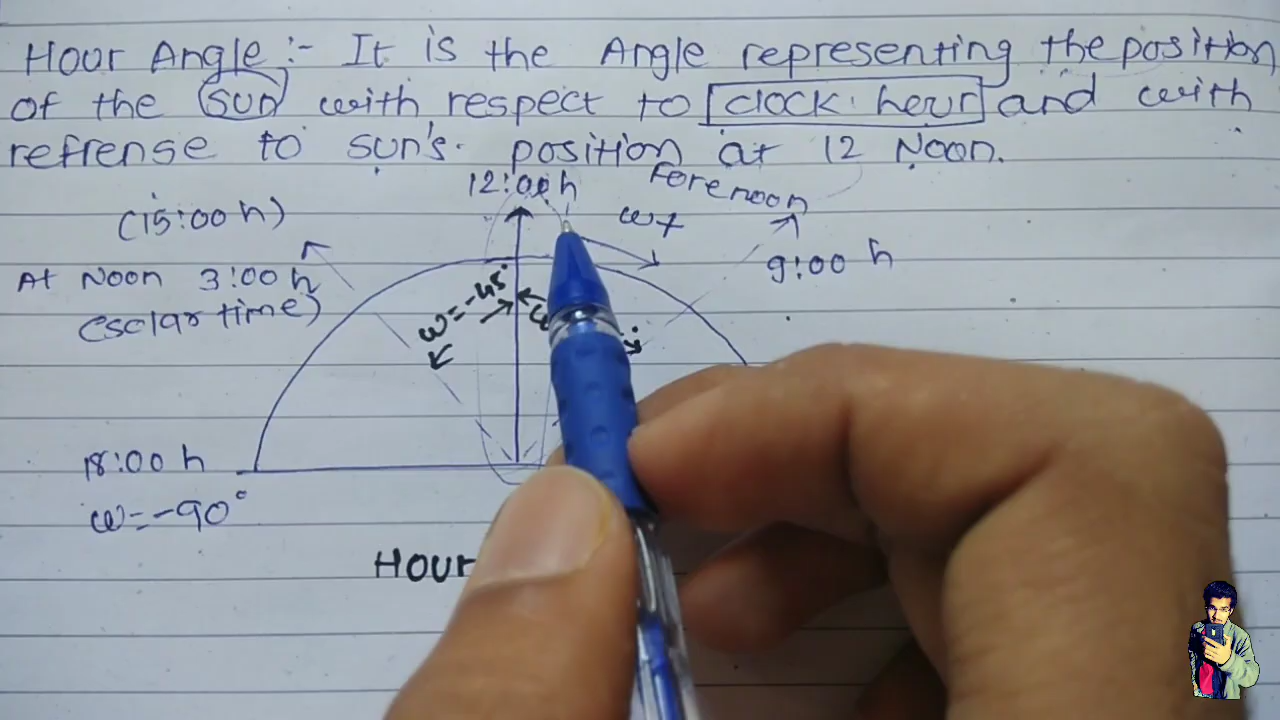 Hour Angle :- It is the Angle representing the position
of the sun with respect to clock hour and with
refrense to sun's position at 12 Noon.
12:00 h
Forenoon
(15:00 h)
ω+
9:00 h
At Noon 3:00 h
(solar time)
ω = -45°
18:00 h
ω = -90°
Hour